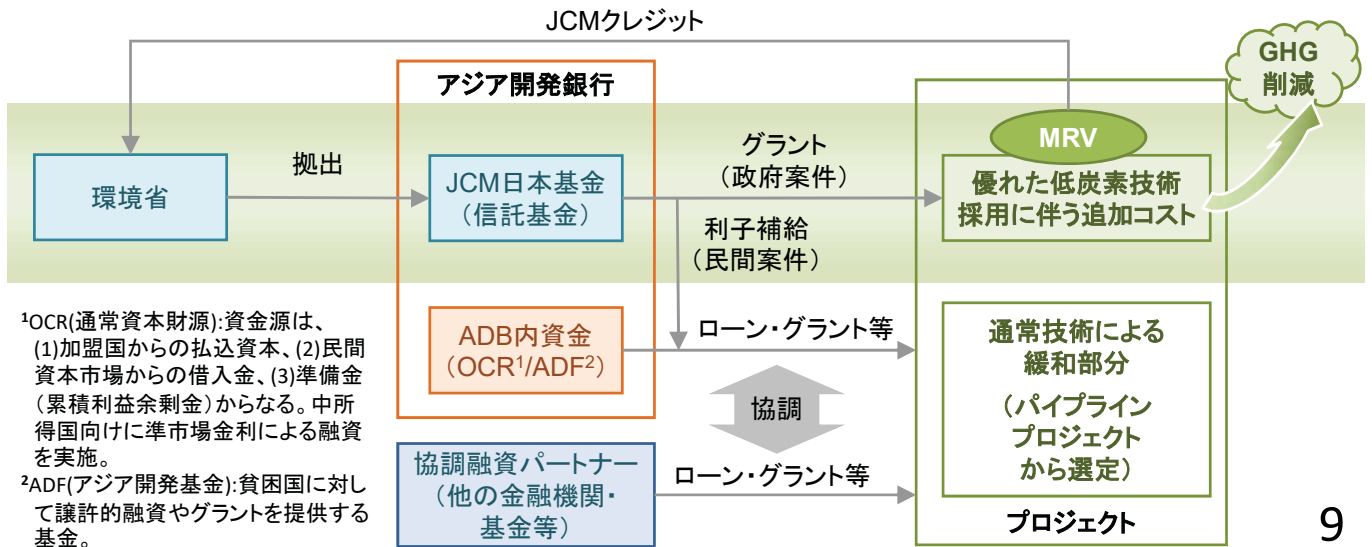 JCMクレジット
GHG
削減
アジア開発銀行
MRV
環境省
拠出
JCM日本基金
（信託基金）
グラント
（政府案件）
優れた低炭素技術
採用に伴う追加コスト
利子補給
（民間案件）
ADB内資金
（OCR¹/ADF²）
ローン・グラント等
通常技術による
緩和部分
（パイプライン
プロジェクト
から選定）
協調
協調融資パートナー
（他の金融機関・
基金等）
ローン・グラント等
プロジェクト
¹OCR(通常資本財源):資金源は、
(1)加盟国からの払込資本、(2)民間
資本市場からの借入金、(3)準備金
（累積利益余剰金）からなる。中所
得国向けに準市場金利による融資
を実施。
²ADF(アジア開発基金):貧困国に対し
て譲許的融資やグラントを提供する
基金。
9